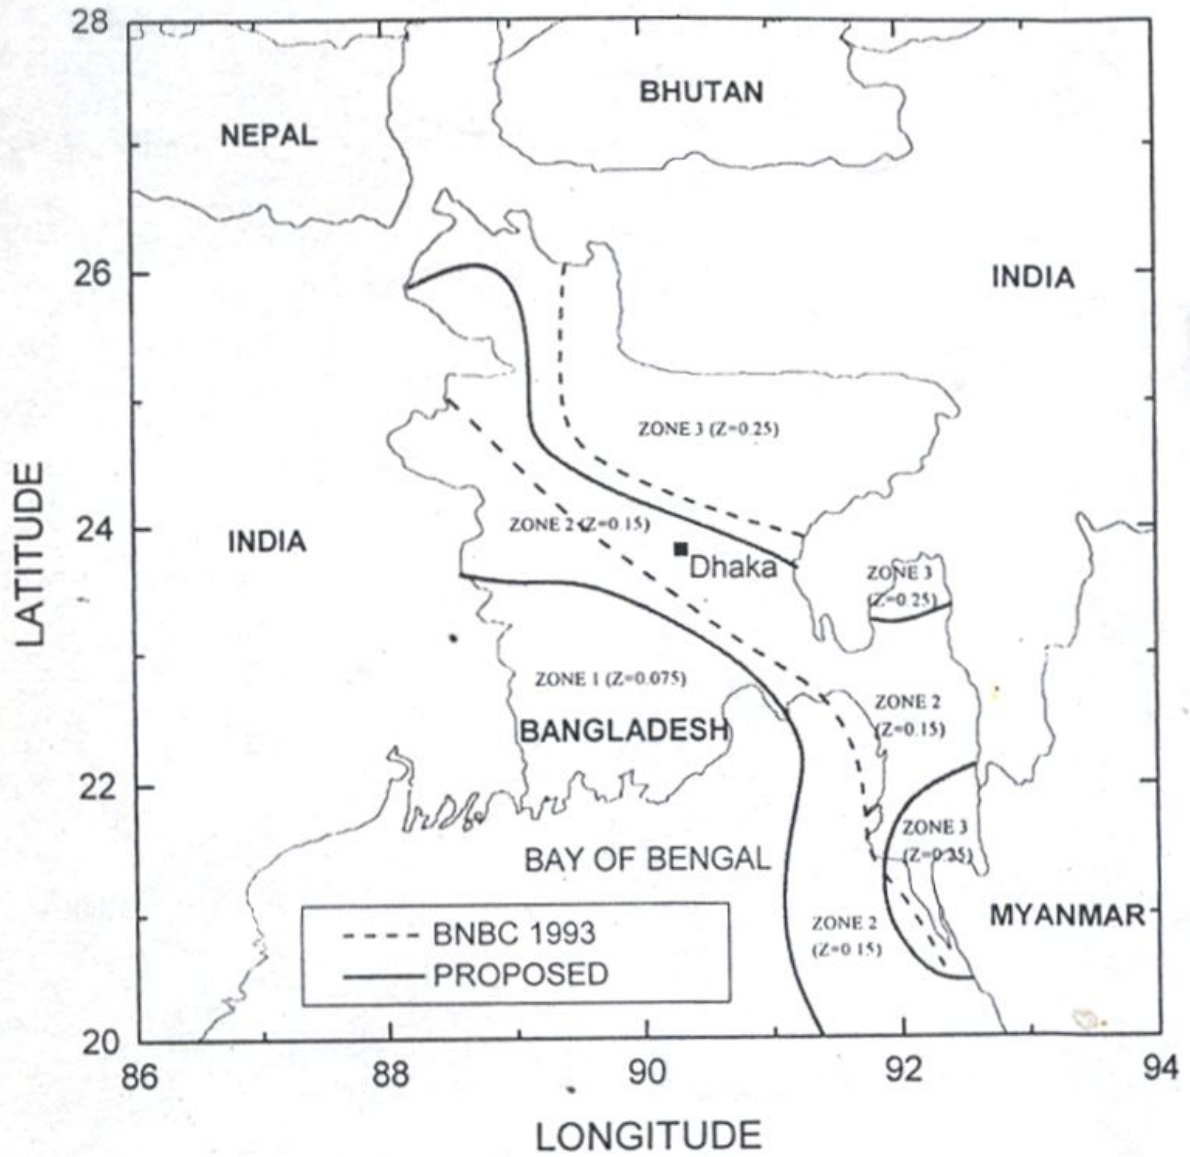 28
BHUTAN
NEPAL
26
INDIA
ZONE 3 (Z=0.25)
LATITUDE
24
INDIA
ZONE 2 (Z=0.15)
Dhaka
ZONE 3
(Z=0.25)
ZONE 1 (Z=0.075)
BANGLADESH
ZONE 2
(Z=0.15)
22
ZONE 3
(Z=0.25)
BAY OF BENGAL
MYANMAR
ZONE 2
(Z=0.15)
BNBC 1993
PROPOSED
20
86
88
90
92
94
LONGITUDE